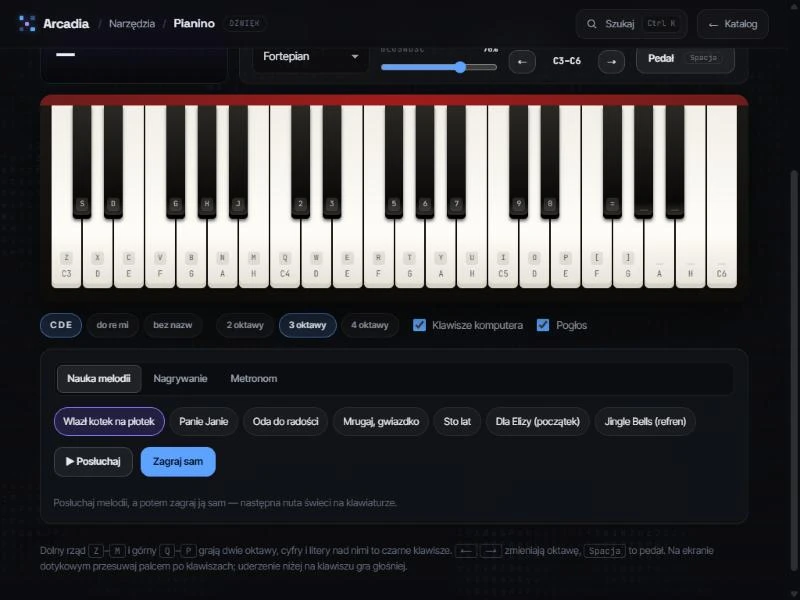 Arcadia / Narzędzia / Pianino DŹWIĘK Szukaj Ctrl K ← Katalog
Fortepian ← C3–C6 → Pedał Spacja
S D G H J 2 3 5 6 7 9 0 =
Z X C V B N M Q W E R T Y U I O P [ ]
C3 D E F G A H C4 D E F G A H C5 D E F G A H C6
C D E do re mi bez nazw 2 oktawy 3 oktawy 4 oktawy Klawisze komputera Pogłos
Nauka melodii Nagrywanie Metronom
Wlazł kotek na płotek Panie Janie Oda do radości Mrugaj, gwiazdko Sto lat Dla Elizy (początek) Jingle Bells (refren)
▶ Posłuchaj Zagraj sam
Posłuchaj melodii, a potem zagraj ją sam — następna nuta świeci na klawiaturze.
Dolny rząd Z–M i górny Q–P grają dwie oktawy, cyfry i litery nad nimi to czarne klawisze. ← → zmieniają oktawę, Spacja to pedał. Na ekranie
dotykowym przesuwaj palcem po klawiszach; uderzenie niżej na klawiszu gra głośniej.